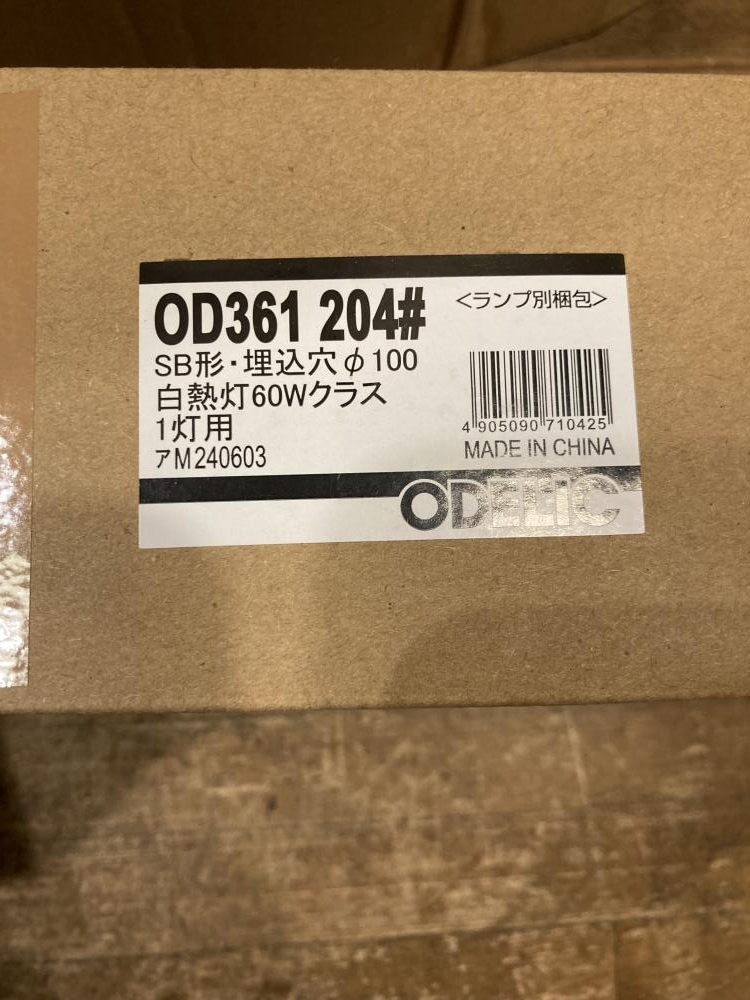 OD361 204#
<ランプ別梱包>
SB形・埋込穴φ100
白熱灯60Wクラス
1灯用
アM240603
4 905090 710425
MADE IN CHINA
ODELIC